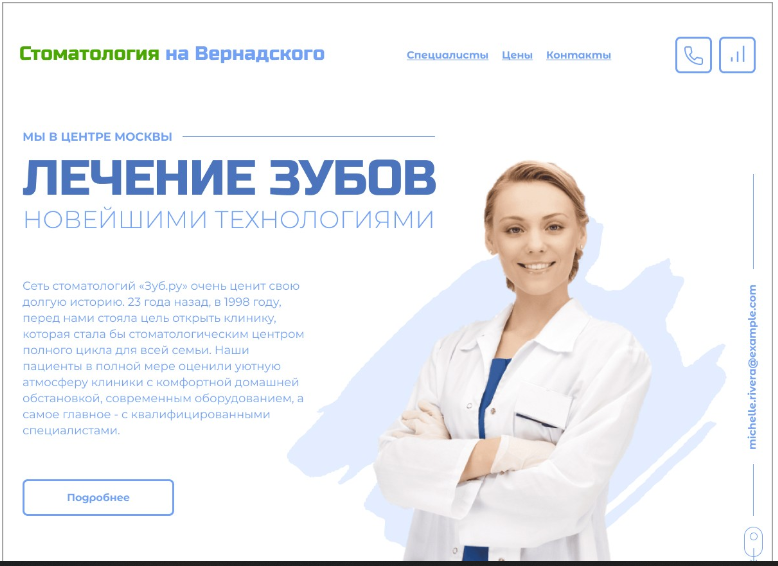 Стоматология на Вернадского
Специалисты Цены Контакты
МЫ В ЦЕНТРЕ МОСКВЫ
ЛЕЧЕНИЕ ЗУБОВ
НОВЕЙШИМИ ТЕХНОЛОГИЯМИ
Сеть стоматологий «Зуб.ру» очень ценит свою
долгую историю. 23 года назад, в 1998 году,
перед нами стояла цель открыть клинику,
которая стала бы стоматологическим центром
полного цикла для всей семьи. Наши
пациенты в полной мере оценили уютную
атмосферу клиники с комфортной домашней
обстановкой, современным оборудованием, а
самое главное - с квалифицированными
специалистами.
Подробнее
michelle.rivera@example.com